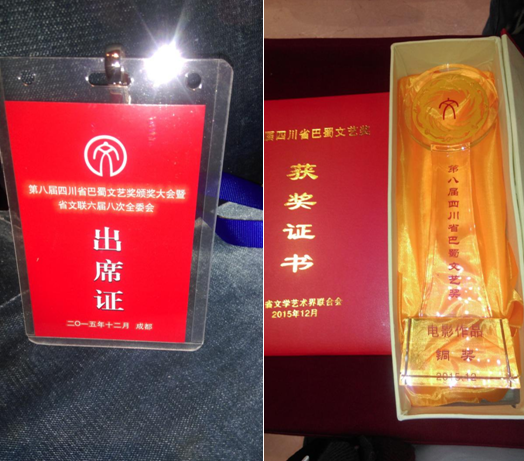 第八届四川省巴蜀文艺奖颁奖大会暨
省文联六届八次全委会
出席证
二〇一五年十二月 成都
四川省巴蜀文艺奖
获奖证书
省文学艺术界联合会
2015年12月
第八届四川省巴蜀文艺奖
电影作品
铜奖
2015.12